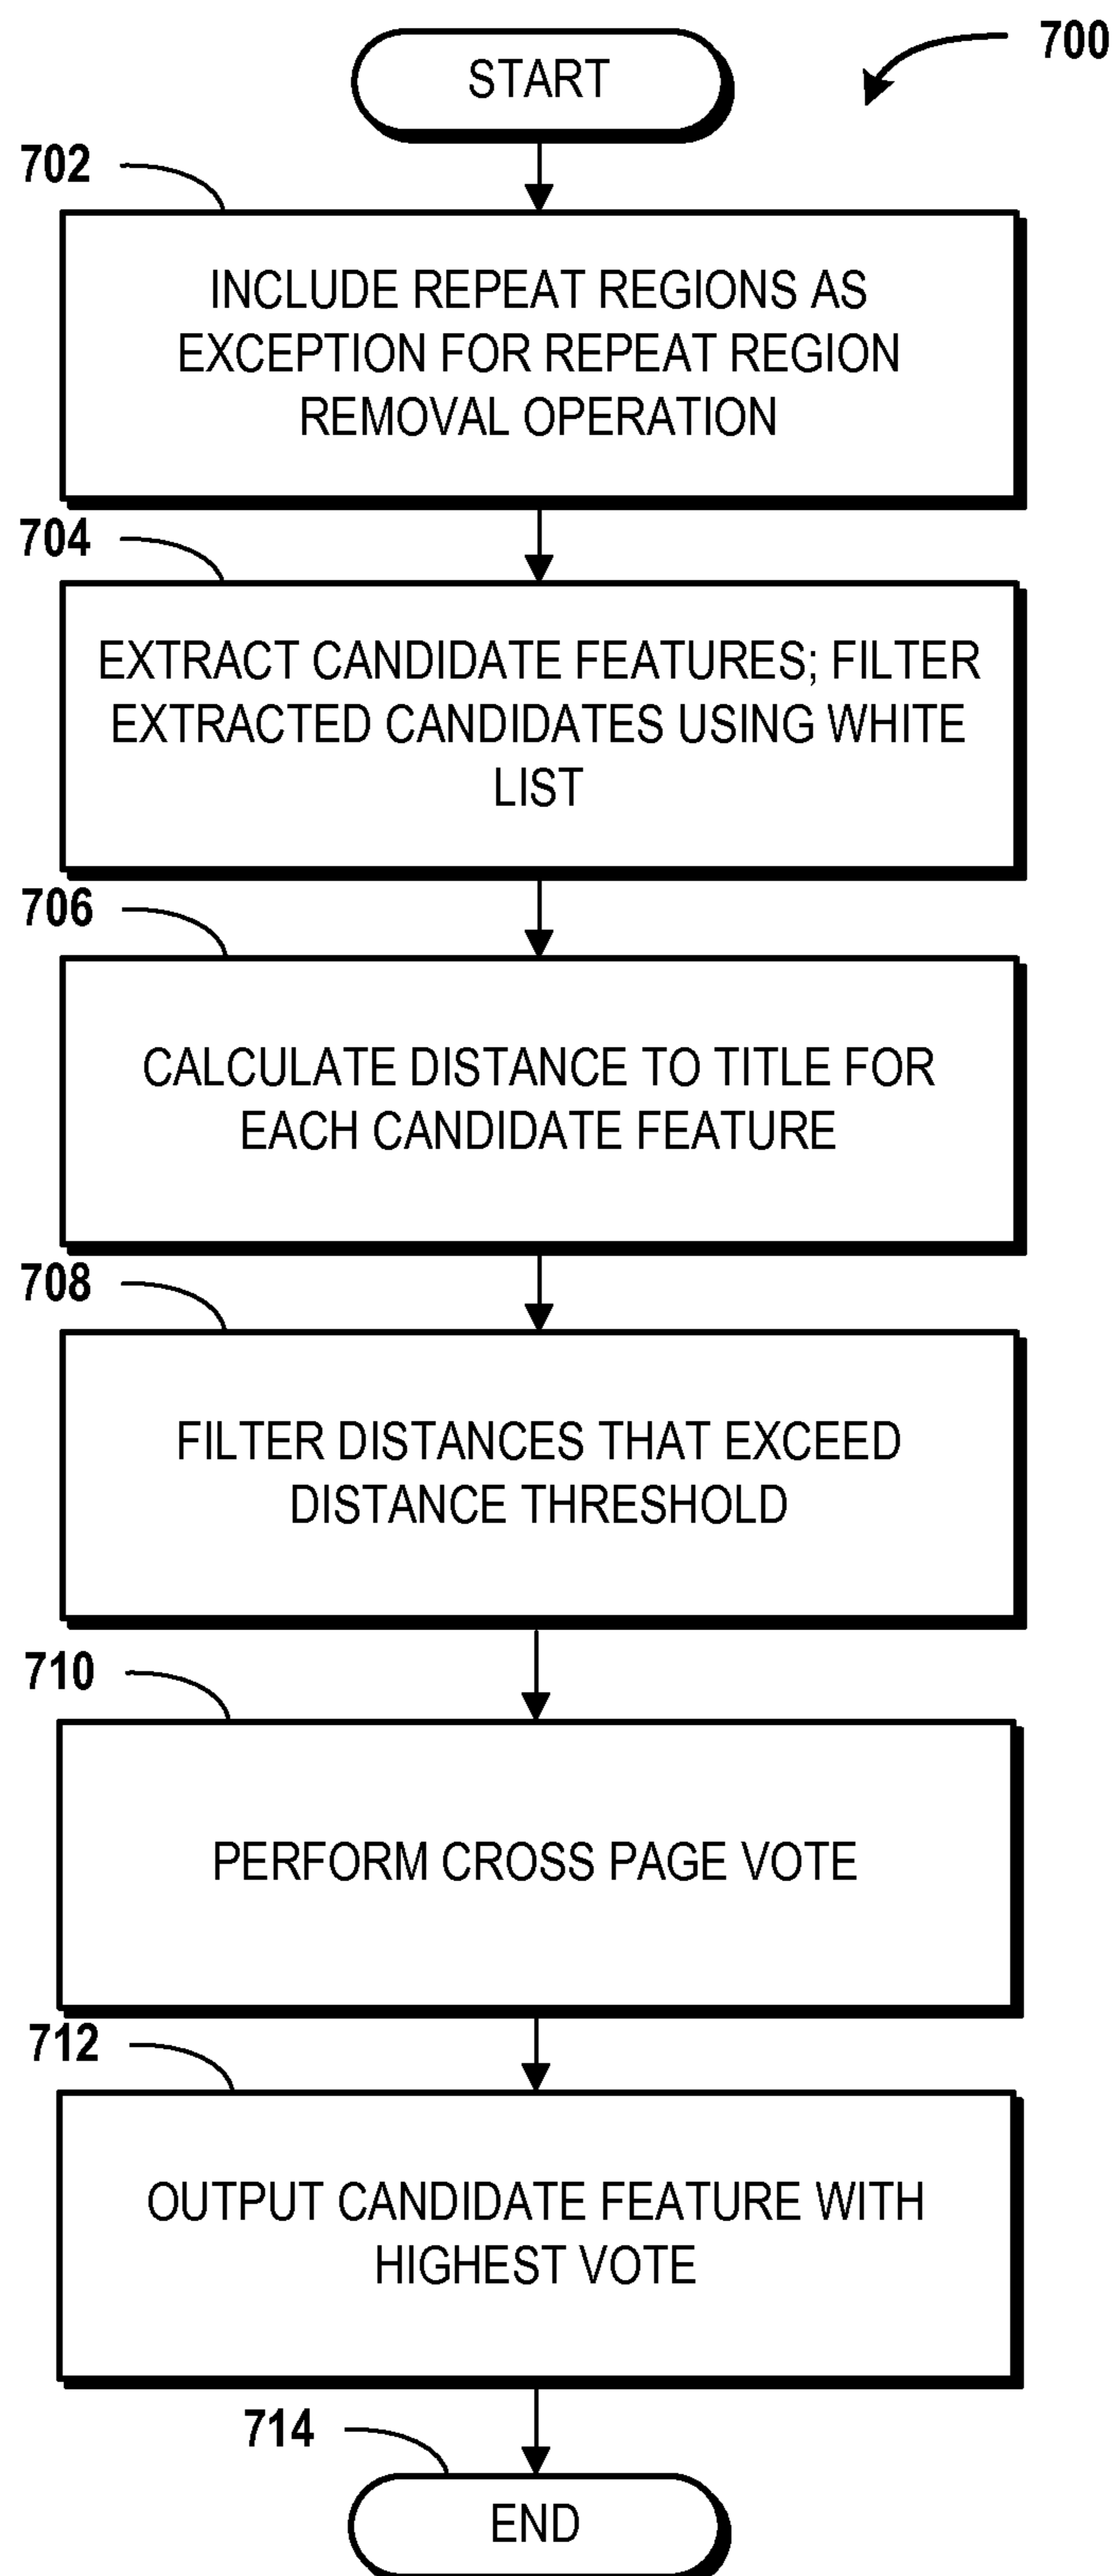 START
700
702
INCLUDE REPEAT REGIONS AS
EXCEPTION FOR REPEAT REGION
REMOVAL OPERATION
704
EXTRACT CANDIDATE FEATURES; FILTER
EXTRACTED CANDIDATES USING WHITE
LIST
706
CALCULATE DISTANCE TO TITLE FOR
EACH CANDIDATE FEATURE
708
FILTER DISTANCES THAT EXCEED
DISTANCE THRESHOLD
710
PERFORM CROSS PAGE VOTE
712
OUTPUT CANDIDATE FEATURE WITH
HIGHEST VOTE
714
END